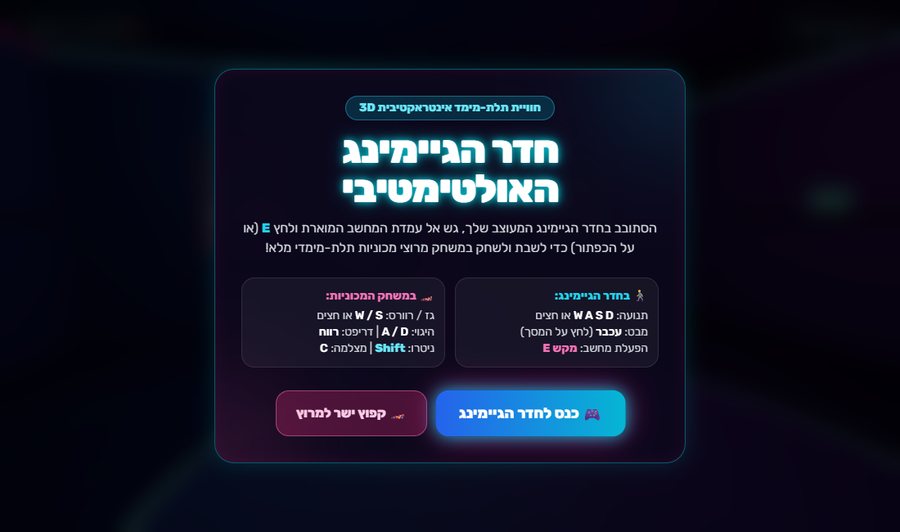 חוויית תלת-מימד אינטראקטיבית 3D
חדר הגיימינג
האולטימטיבי
הסתובב בחדר הגיימינג המעוצב שלך, גש אל עמדת המחשב המוארת ולחץ E (או
על הכפתור) כדי לשבת ולשחק במשחק מרוצי מכוניות תלת-מימדי מלא!
🚶 בחדר הגיימינג:
תנועה: W A S D או חצים
מבט: עכבר (לחץ על המסך)
הפעלת מחשב: מקש E
🏎️ במשחק המכוניות:
גז / רוורס: W / S או חצים
היגוי: A / D | דריפט: רווח
ניטרו: Shift | מצלמה: C
🎮 כנס לחדר הגיימינג
🏎️ קפוץ ישר למרוץ